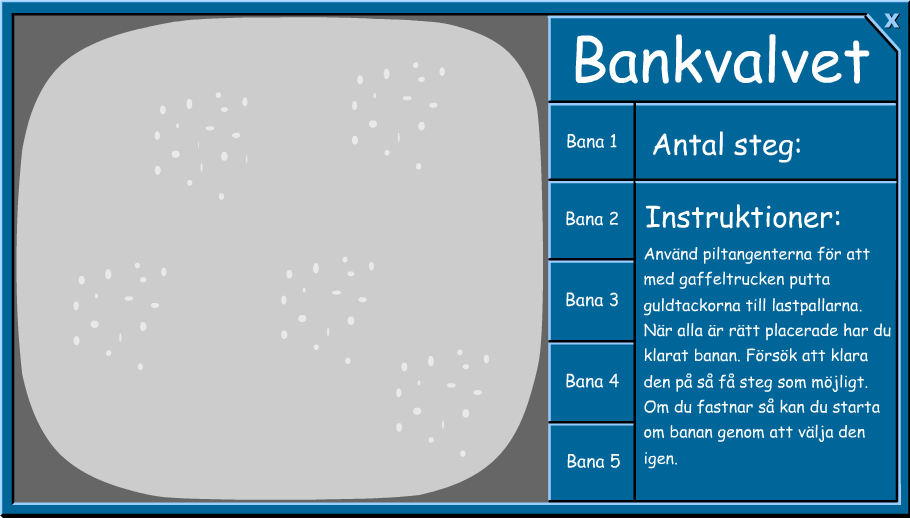 X
Bankvalvet
Bana 1
Antal steg:
Bana 2
Bana 3
Bana 4
Bana 5
Instruktioner:
Använd piltangenterna för att
med gaffeltrucken putta
guldtackorna till lastpallarna.
När alla är rätt placerade har du
klarat banan. Försök att klara
den på så få steg som möjligt.
Om du fastnar så kan du starta
om banan genom att välja den
igen.